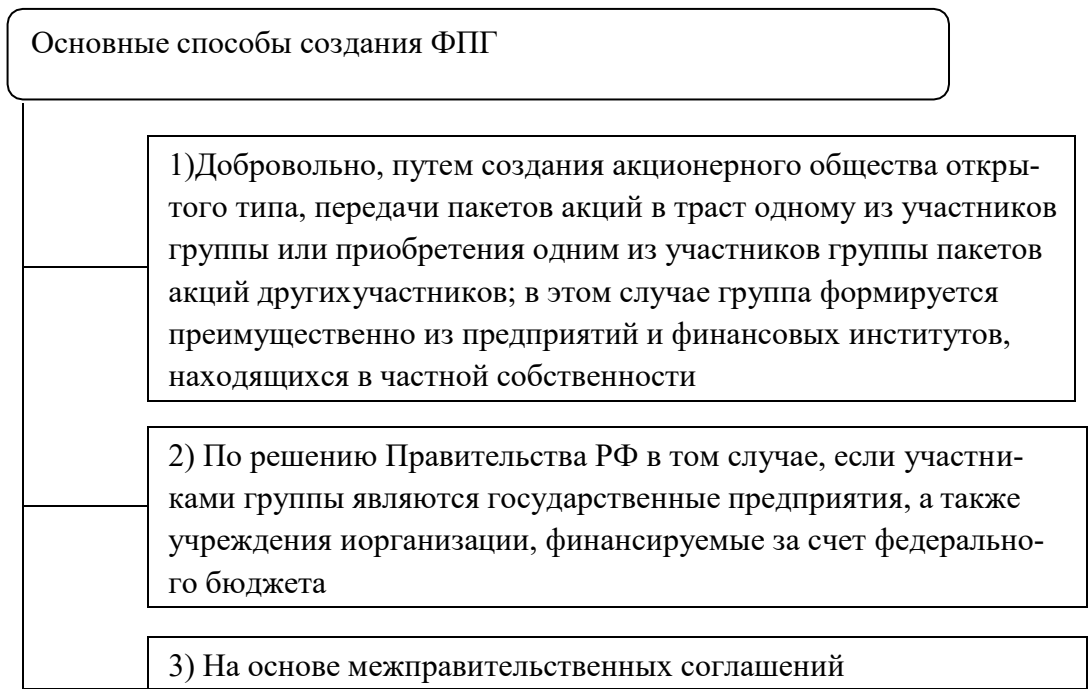 Основные способы создания ФПГ
1)Добровольно, путем создания акционерного общества откры-
того типа, передачи пакетов акций в траст одному из участников
группы или приобретения одним из участников группы пакетов
акций другихучастников; в этом случае группа формируется
преимущественно из предприятий и финансовых институтов,
находящихся в частной собственности
2) По решению Правительства РФ в том случае, если участни-
ками группы являются государственные предприятия, а также
учреждения иорганизации, финансируемые за счет федерально-
го бюджета
3) На основе межправительственных соглашений